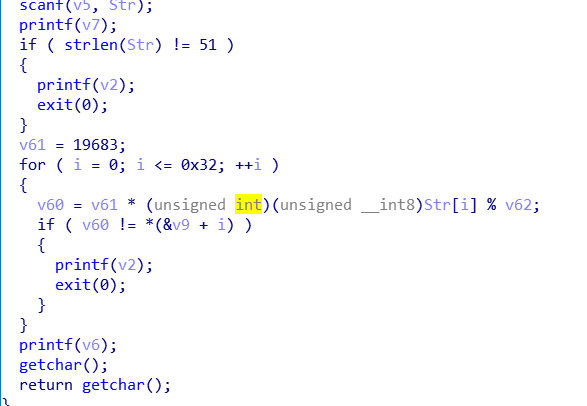 scanf(v5, Str);
printf(v7);
if ( strlen(Str) != 51 )
{
printf(v2);
exit(0);
}
v61 = 19683;
for ( i = 0; i <= 0x32; ++i )
{
v60 = v61 * (unsigned int)(unsigned __int8)Str[i] % v62;
if ( v60 != *(&v9 + i) )
{
printf(v2);
exit(0);
}
}
printf(v6);
getchar();
return getchar();
}